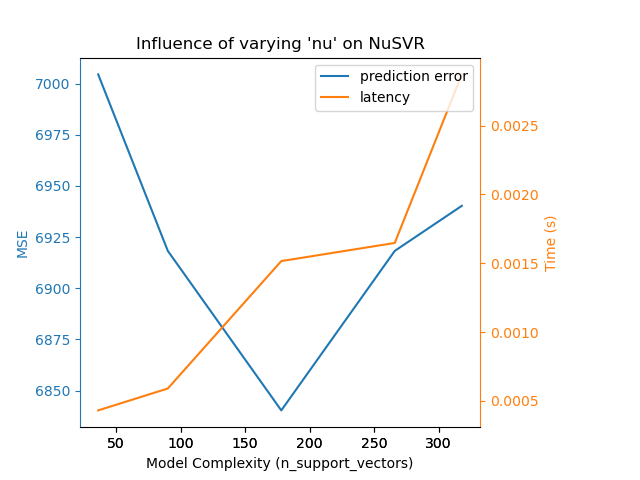 Influence of varying 'nu' on NuSVR
prediction error
latency
7000
6975
6950
6925
6900
6875
6850
MSE
0.0025
0.0020
0.0015
0.0010
0.0005
Time (s)
50 100 150 200 250 300
Model Complexity (n_support_vectors)